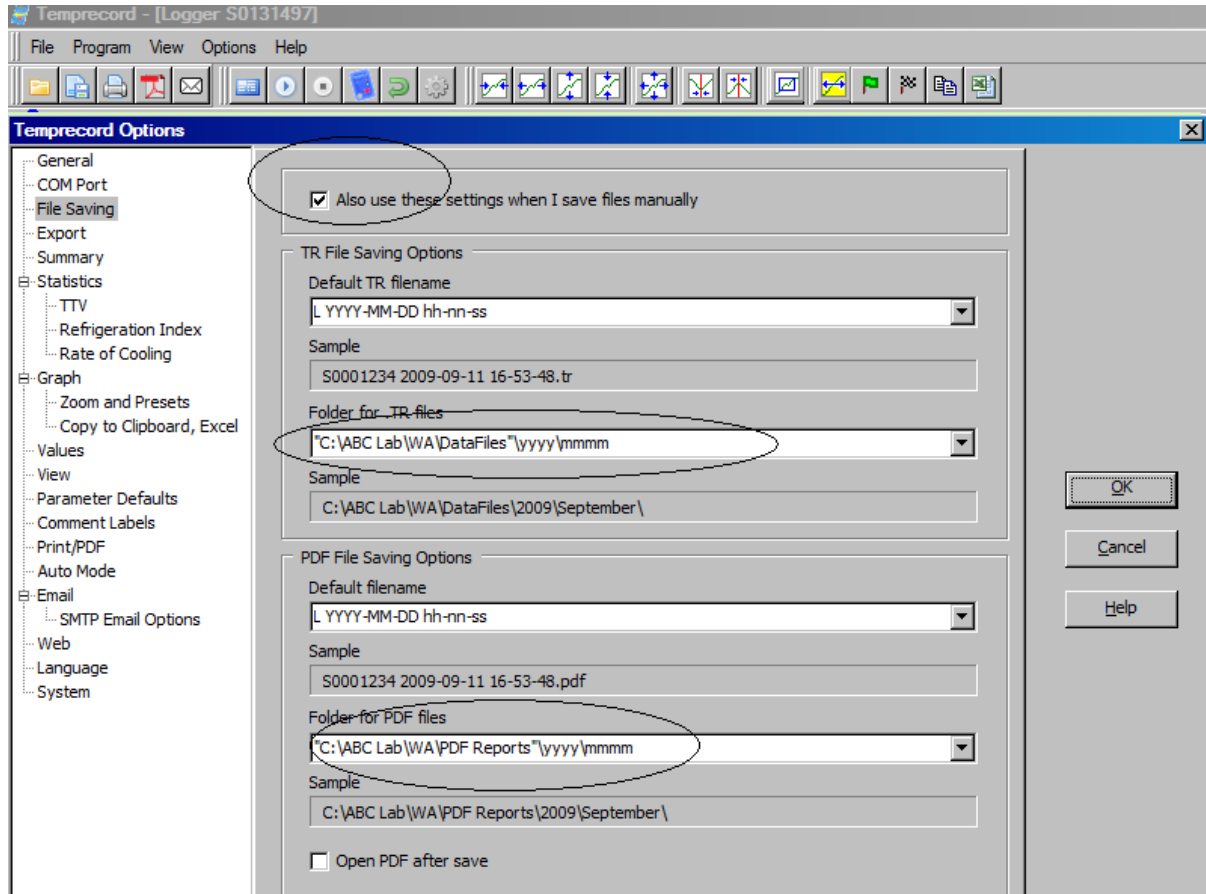 Temprecord - [Logger S0131497]
File Program View Options Help
Temprecord Options
General
COM Port
File Saving
Export
Summary
Statistics
TTV
Refrigeration Index
Rate of Cooling
Graph
Zoom and Presets
Copy to Clipboard, Excel
Values
View
Parameter Defaults
Comment Labels
Print/PDF
Auto Mode
Email
SMTP Email Options
Web
Language
System
Also use these settings when I save files manually
TR File Saving Options
Default TR filename
L YYYY-MM-DD hh-nn-ss
Sample
S0001234 2009-09-11 16-53-48.tr
Folder for .TR files
"C:\ABC Lab\WA\DataFiles"\yyyy\mmmm
Sample
C:\ABC Lab\WA\DataFiles\2009\September\
PDF File Saving Options
Default filename
L YYYY-MM-DD hh-nn-ss
Sample
S0001234 2009-09-11 16-53-48.pdf
Folder for PDF files
"C:\ABC Lab\WA\PDF Reports"\yyyy\mmmm
Sample
C:\ABC Lab\WA\PDF Reports\2009\September\
Open PDF after save
OK
Cancel
Help